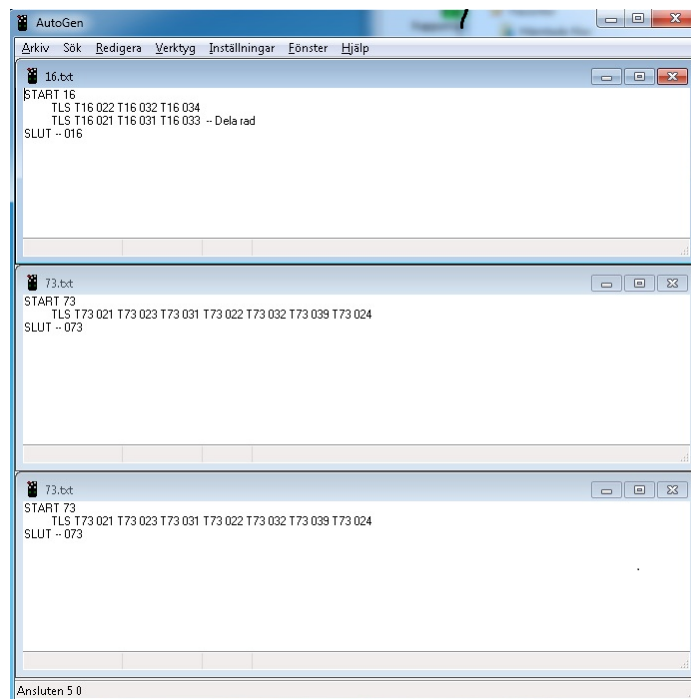 AutoGen
Arkiv Sök Redigera Verktyg Inställningar Fönster Hjälp
16.txt
START 16
TLS T16 022 T16 032 T16 034
TLS T16 021 T16 031 T16 033 -- Dela rad
SLUT -- 016
73.txt
START 73
TLS T73 021 T73 023 T73 031 T73 022 T73 032 T73 039 T73 024
SLUT -- 073
73.txt
START 73
TLS T73 021 T73 023 T73 031 T73 022 T73 032 T73 039 T73 024
SLUT -- 073
Ansluten 5 0